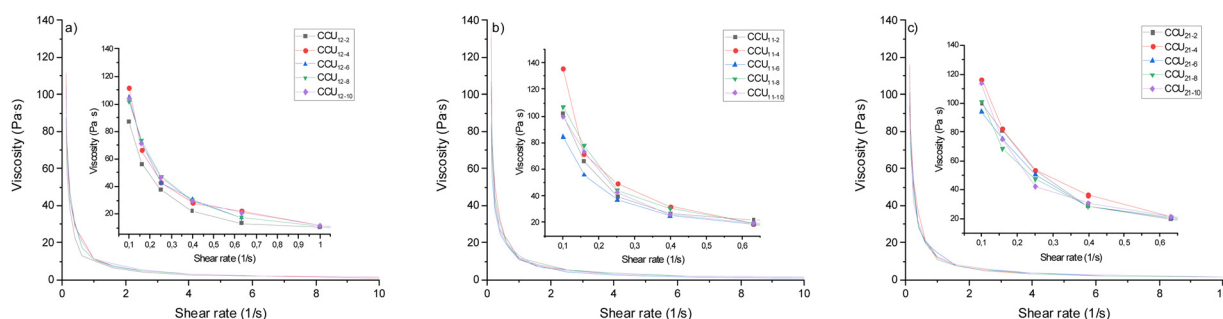 a)
Viscosity (Pa·s)
140
120
100
80
60
40
20
0
0
2
4
6
8
10
Shear rate (1/s)
CCU12-2
CCU12-4
CCU12-6
CCU12-8
CCU12-10
Viscosity (Pa s)
140
120
100
80
60
40
20
0,1
0,2
0,3
0,4
0,5
0,6
0,7
0,8
0,9
1
Shear rate (1/s)
b)
Viscosity (Pa·s)
140
120
100
80
60
40
20
0
0
2
4
6
8
10
Shear rate (1/s)
CCU11-2
CCU11-4
CCU11-6
CCU11-8
CCU11-10
Viscosity (Pa s)
140
120
100
80
60
40
20
0,1
0,2
0,3
0,4
0,5
0,6
Shear rate (1/s)
c)
Viscosity (Pa·s)
140
120
100
80
60
40
20
0
0
2
4
6
8
10
Shear rate (1/s)
CCU21-2
CCU21-4
CCU21-6
CCU21-8
CCU21-10
Viscosity (Pa s)
140
120
100
80
60
40
20
0,1
0,2
0,3
0,4
0,5
0,6
Shear rate (1/s)